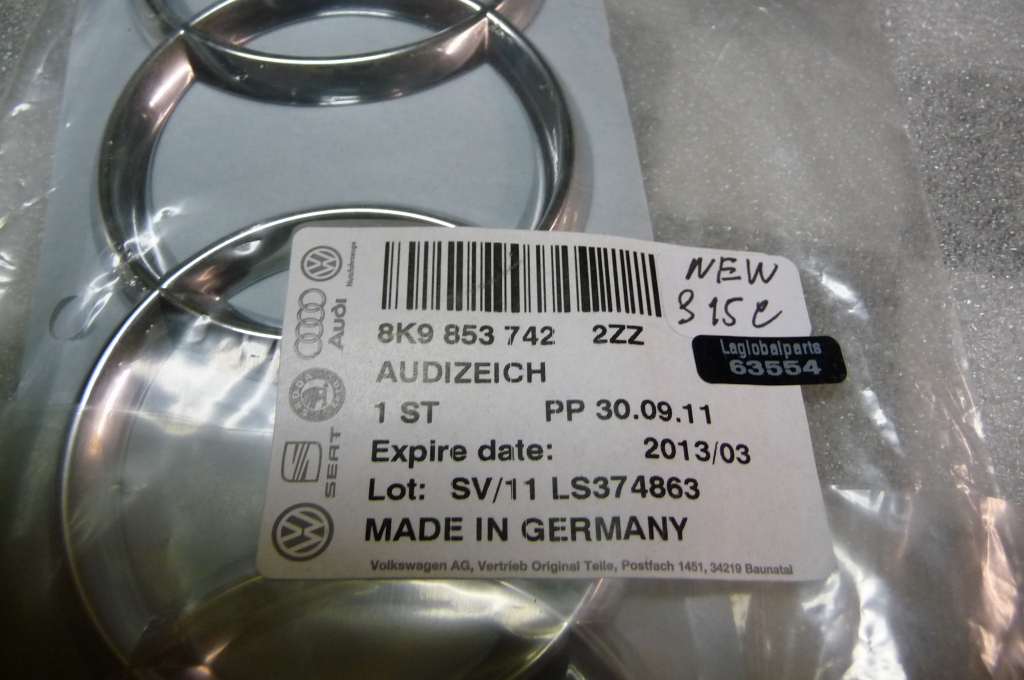 8K9 853 742 2ZZ
AUDIZEICH
1 ST PP 30.09.11
Expire date: 2013/03
Lot: SV/11 LS374863
MADE IN GERMANY
Volkswagen AG, Vertrieb Original Teile, Postfach 1451, 34219 Baunatal
NEW
315e
Laglobalparts
63554
Nutzfahrzeuge
Audi
SEAT